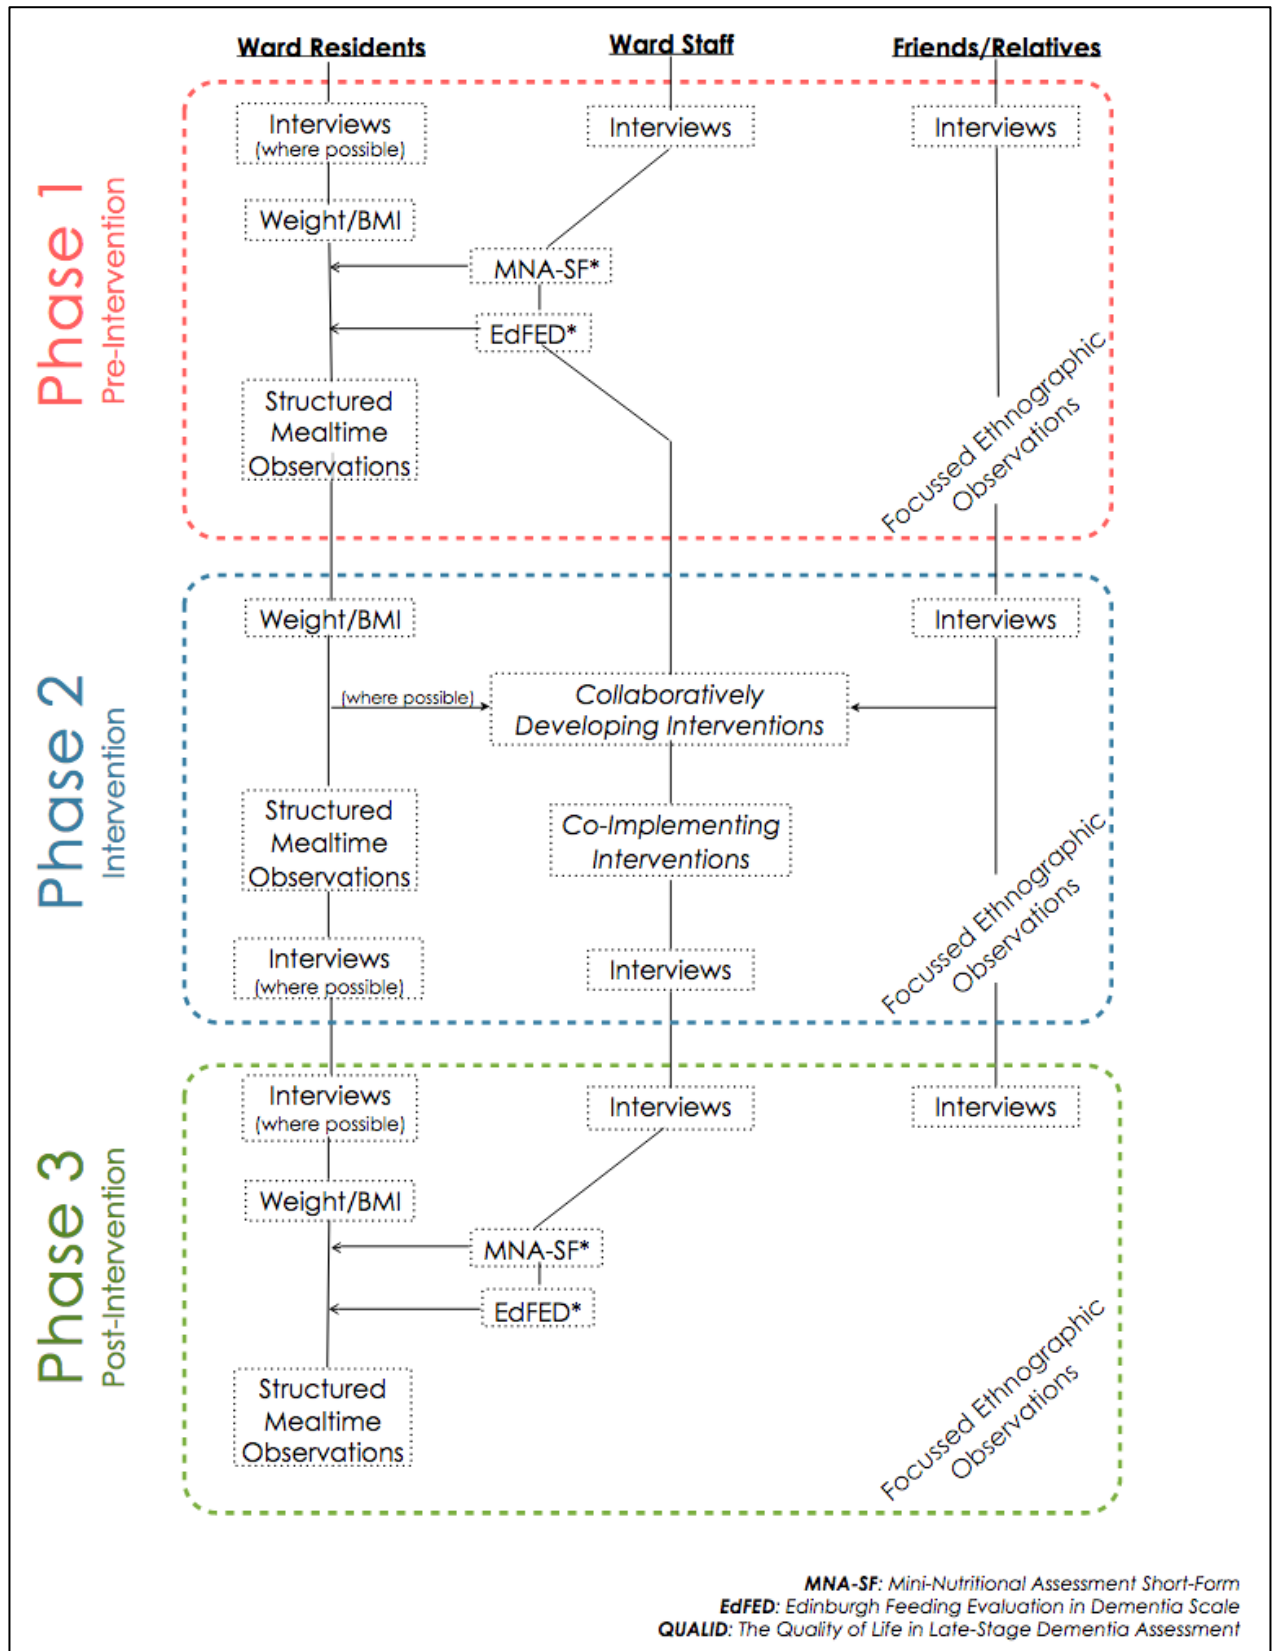 Ward Residents
Ward Staff
Friends/Relatives
Phase 1
Pre-Intervention
Interviews
(where possible)
Interviews
Interviews
Weight/BMI
MNA-SF*
EdFED*
Structured
Mealtime
Observations
Focussed Ethnographic
Observations
Phase 2
Intervention
Weight/BMI
Interviews
(where possible)
Collaboratively
Developing Interventions
Structured
Mealtime
Observations
Co-Implementing
Interventions
Interviews
(where possible)
Interviews
Focussed Ethnographic
Observations
Phase 3
Post-Intervention
Interviews
(where possible)
Interviews
Interviews
Weight/BMI
MNA-SF*
EdFED*
Structured
Mealtime
Observations
Focussed Ethnographic
Observations
MNA-SF: Mini-Nutritional Assessment Short-Form
EdFED: Edinburgh Feeding Evaluation in Dementia Scale
QUALID: The Quality of Life in Late-Stage Dementia Assessment